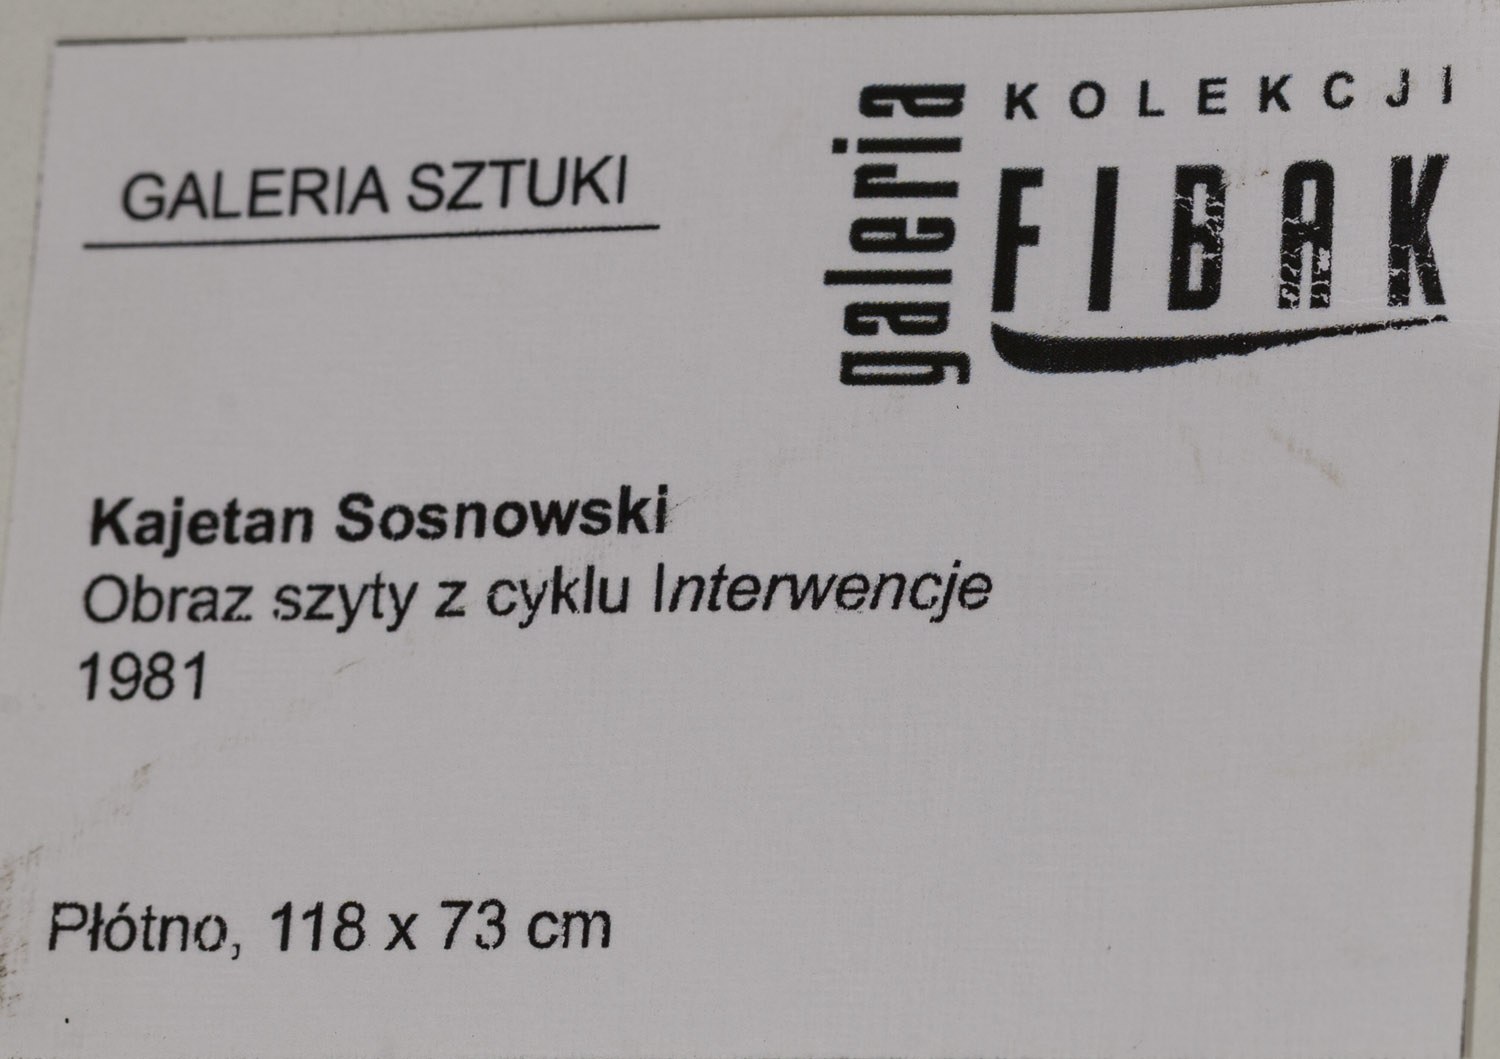 GALERIA SZTUKI
galeria
KOLEKCJI
FIBAK
Kajetan Sosnowski
Obraz szyty z cyklu Interwencje
1981
Płótno, 118 x 73 cm